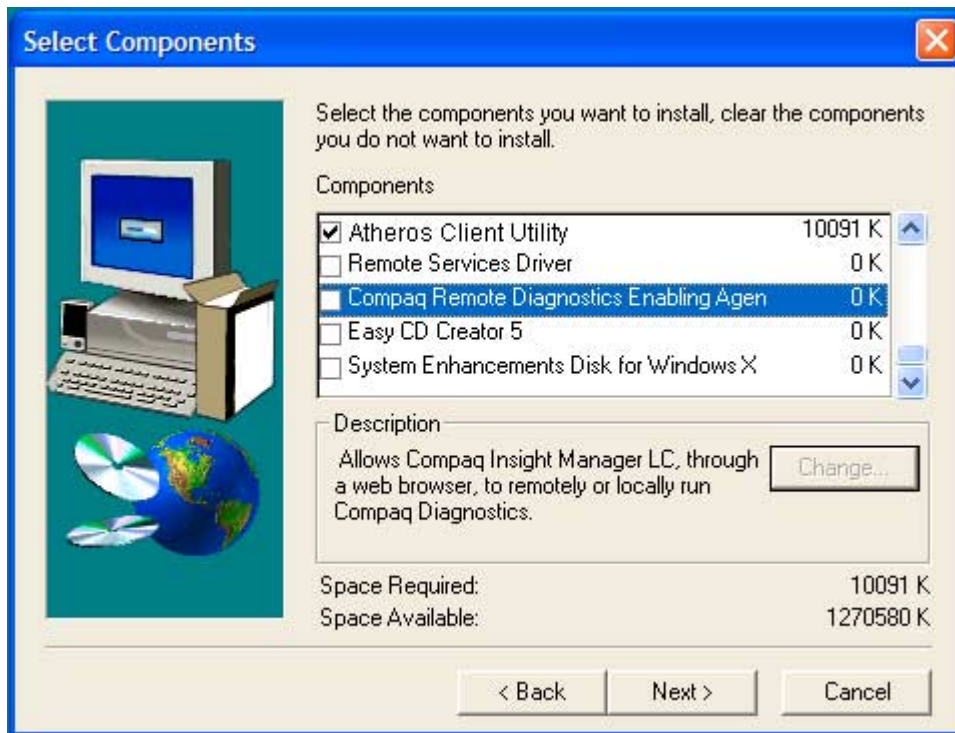 Select Components
Select the components you want to install, clear the components
you do not want to install.
Components
Atheros Client Utility 10091 K
Remote Services Driver 0 K
Compaq Remote Diagnostics Enabling Agen 0 K
Easy CD Creator 5 0 K
System Enhancements Disk for Windows X 0 K
Description
Allows Compaq Insight Manager LC, through
a web browser, to remotely or locally run
Compaq Diagnostics.
Change...
Space Required: 10091 K
Space Available: 1270580 K
< Back Next > Cancel